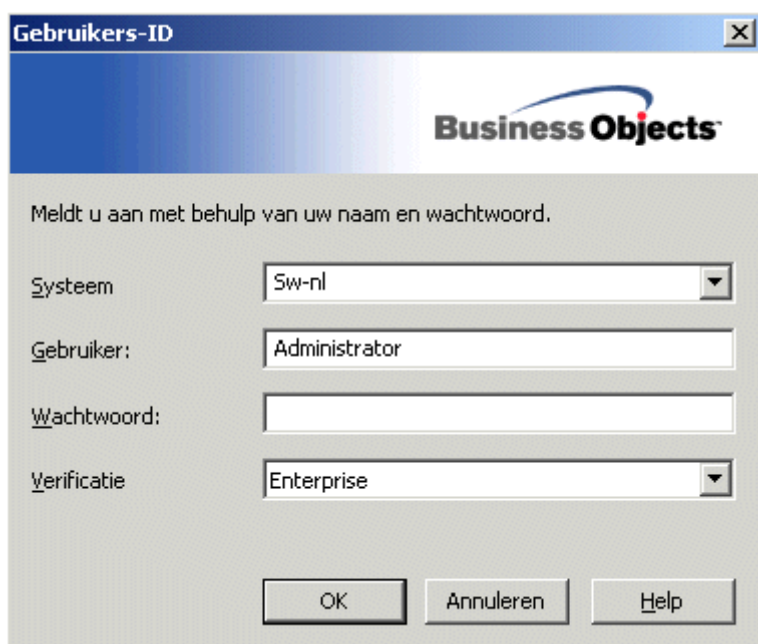 Gebruikers-ID
Business Objects
Meldt u aan met behulp van uw naam en wachtwoord.
Systeem Sw-nl
Gebruiker: Administrator
Wachtwoord:
Verificatie Enterprise
OK Annuleren Help